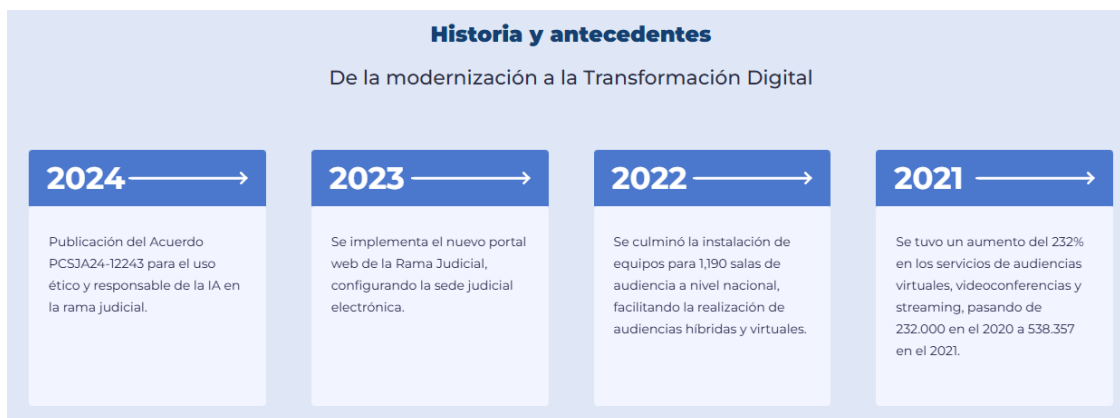 Historia y antecedentes
De la modernización a la Transformación Digital
2024
Publicación del Acuerdo
PCSJA24-12243 para el uso
ético y responsable de la IA en
la rama judicial.
2023
Se implementa el nuevo portal
web de la Rama Judicial,
configurando la sede judicial
electrónica.
2022
Se culminó la instalación de
equipos para 1,190 salas de
audiencia a nivel nacional,
facilitando la realización de
audiencias híbridas y virtuales.
2021
Se tuvo un aumento del 232%
en los servicios de audiencias
virtuales, videoconferencias y
streaming, pasando de
232.000 en el 2020 a 538.357
en el 2021.